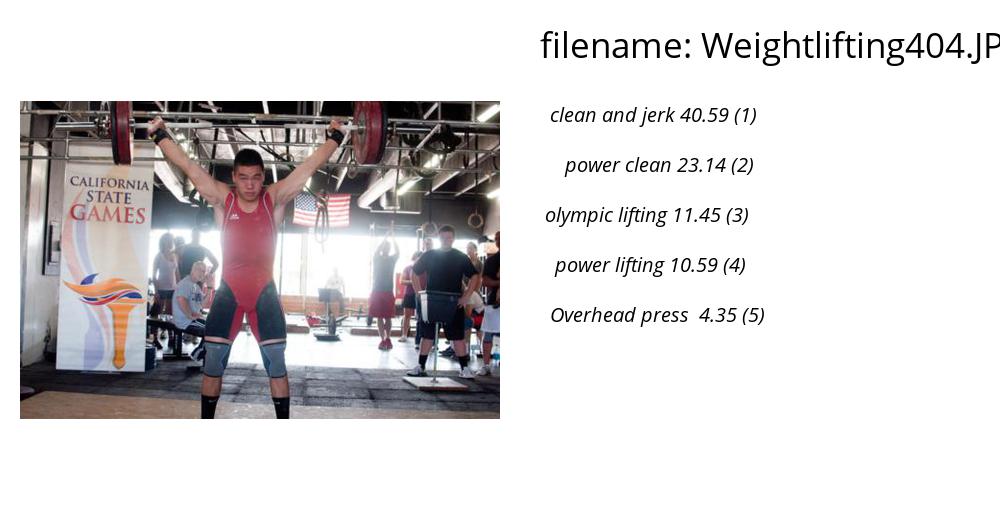 filename: Weightlifting404.JP
CALIFORNIA
STATE
GAMES
clean and jerk 40.59 (1)
power clean 23.14 (2)
olympic lifting 11.45 (3)
power lifting 10.59 (4)
Overhead press  4.35 (5)